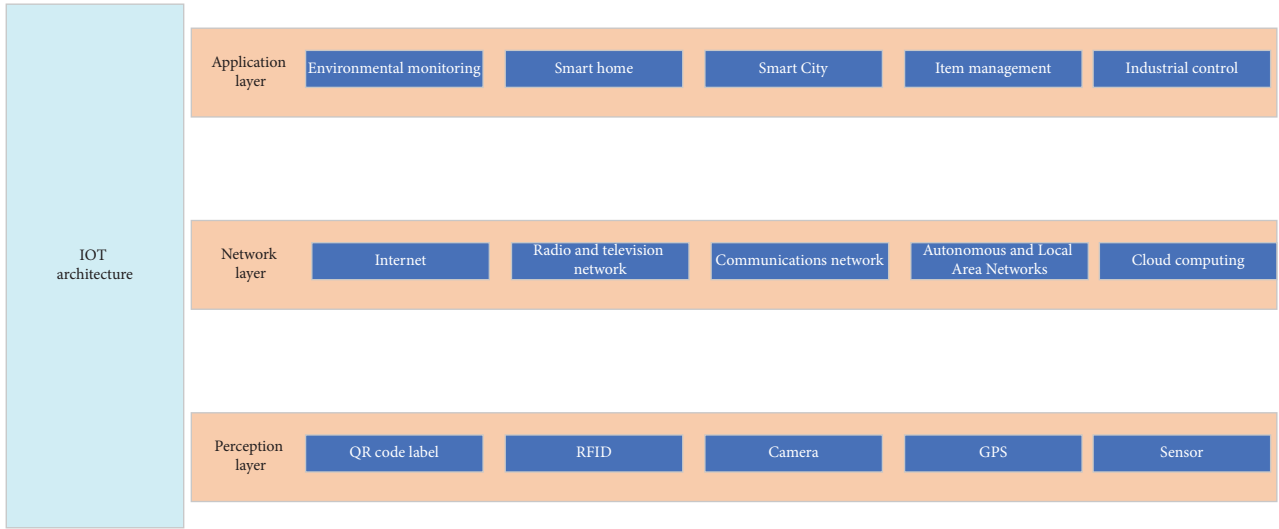 IOT
architecture
Application
layer
Environmental monitoring
Smart home
Smart City
Item management
Industrial control
Network
layer
Internet
Radio and television
network
Communications network
Autonomous and Local
Area Networks
Cloud computing
Perception
layer
QR code label
RFID
Camera
GPS
Sensor